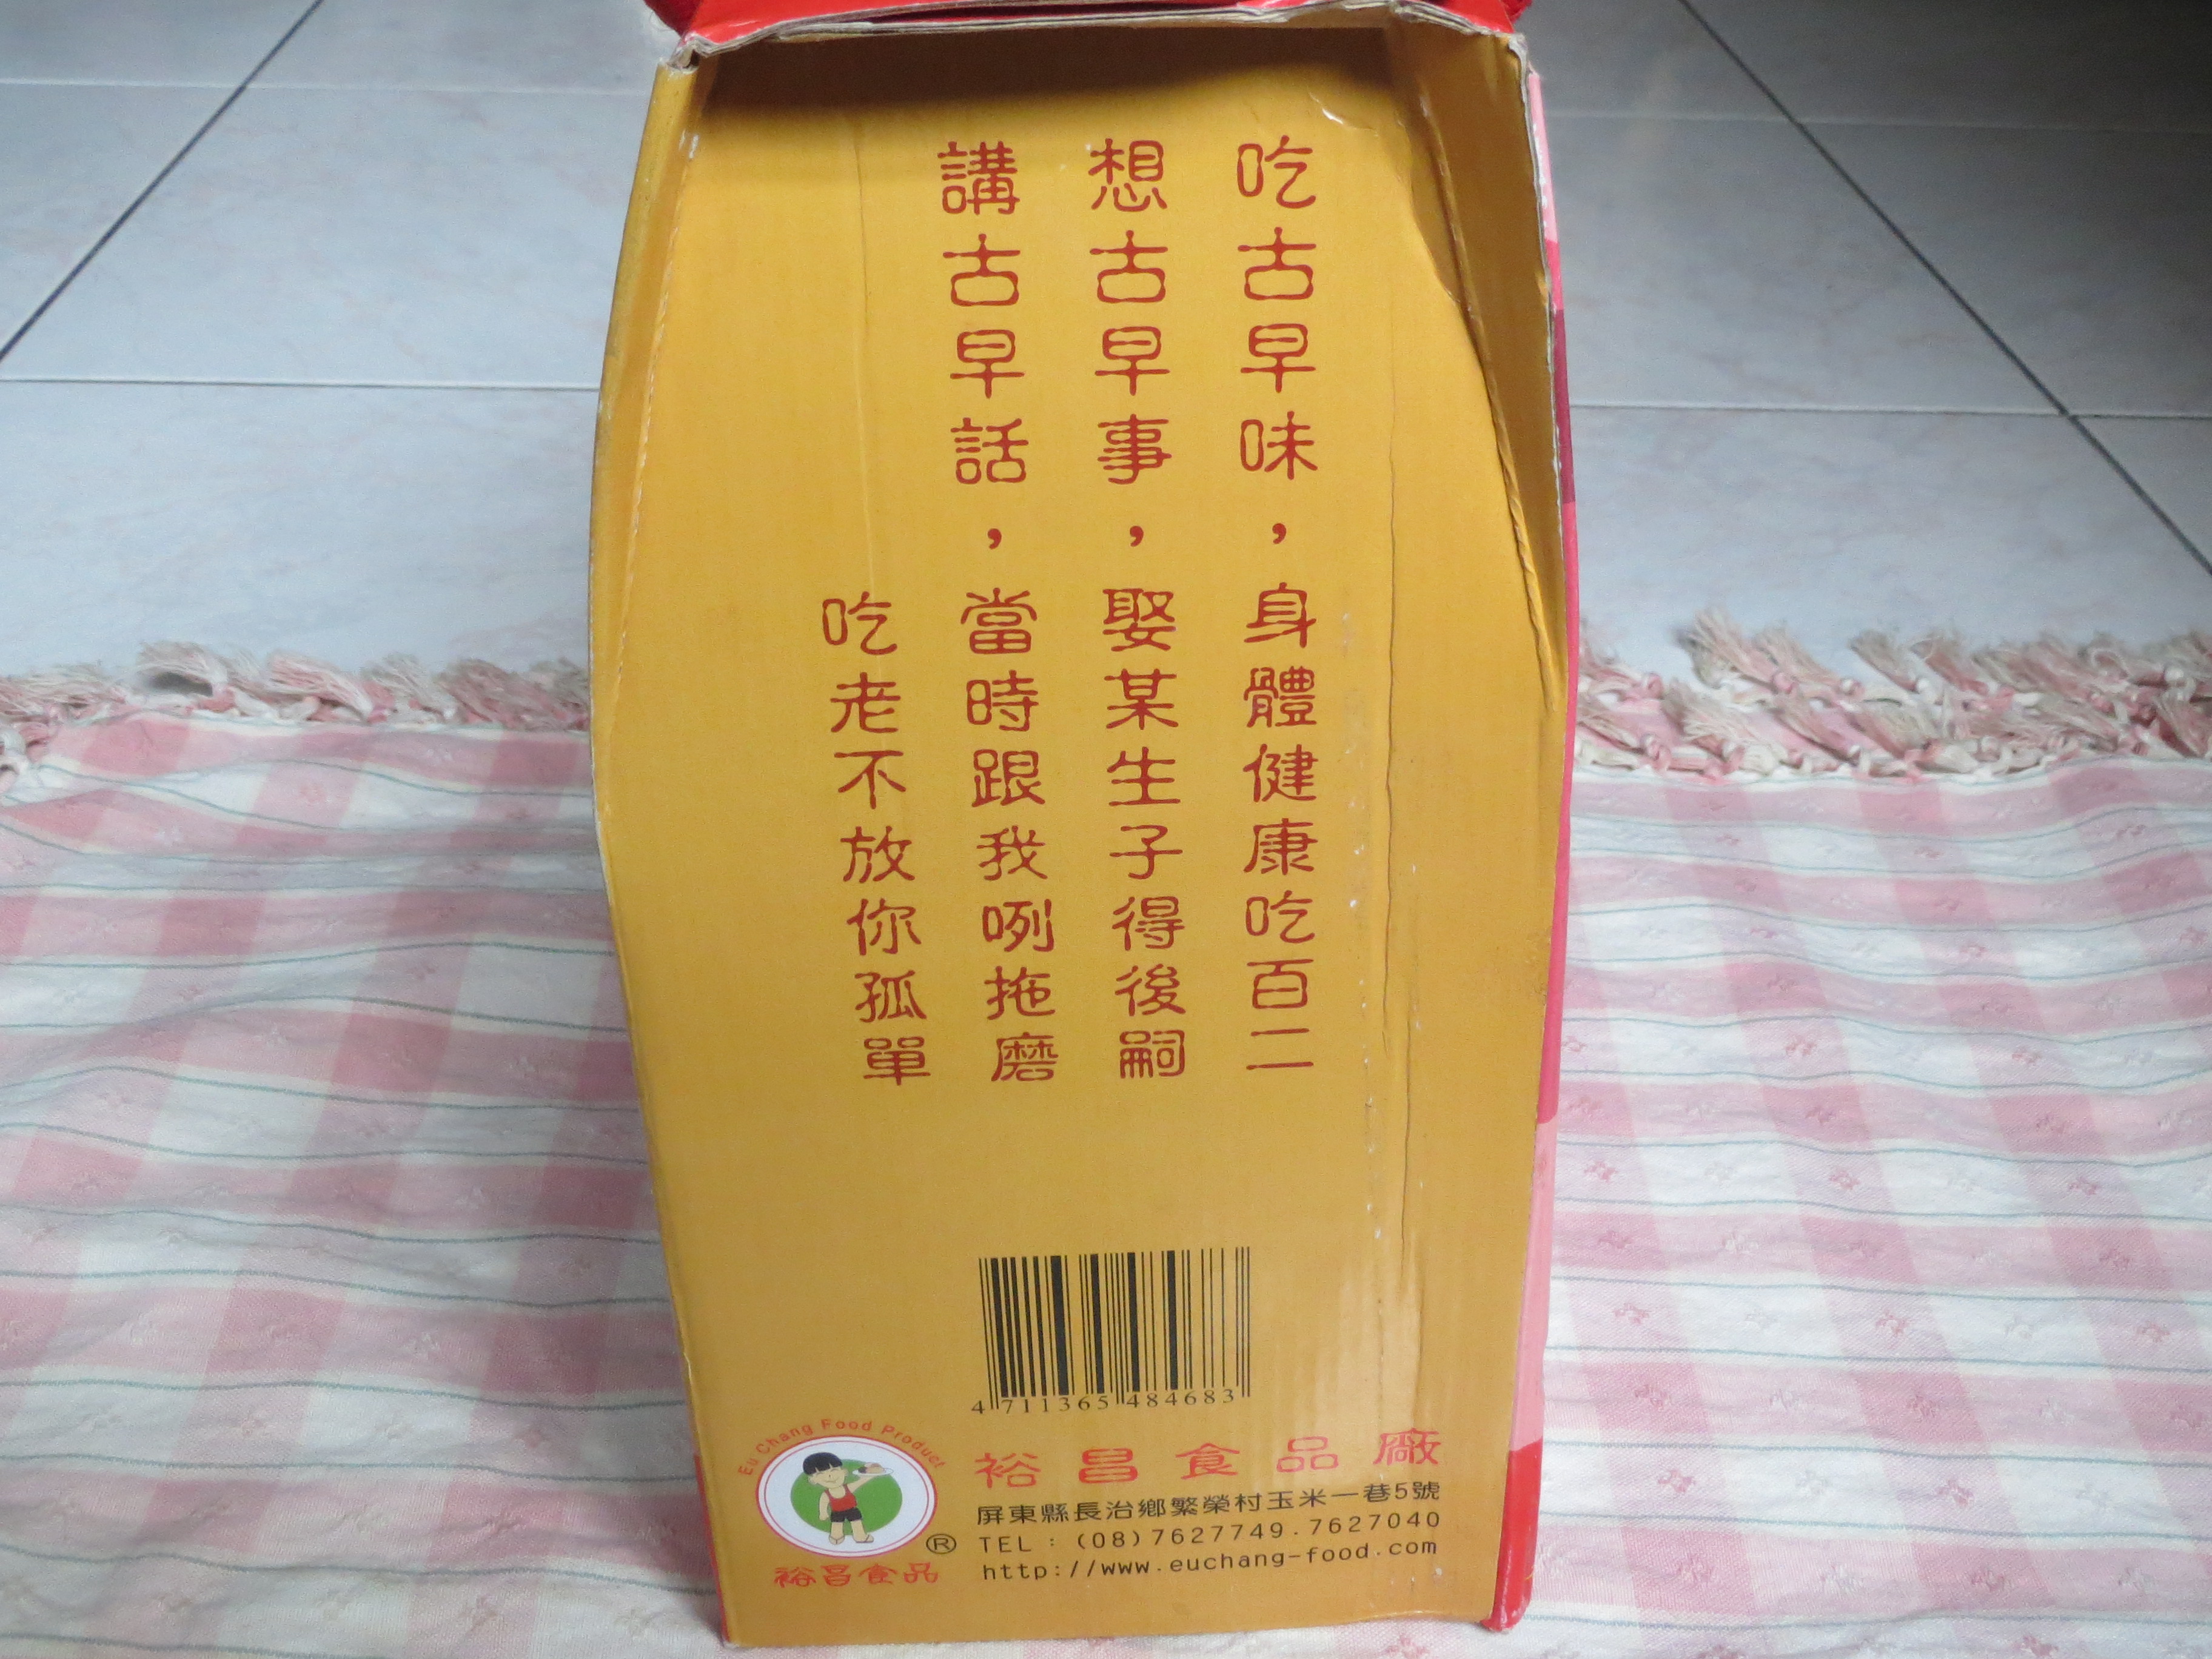 吃古早味，身體健康吃百二
想古早事，娶某生子得後嗣
講古早話，當時跟我咧拖磨
吃老不放你孤單
4 711365 484683
Eu Chang Food Product
裕昌食品
®
裕昌食品廠
屏東縣長治鄉繁榮村玉米一巷5號
TEL：(08)7627749.7627040
http://www.euchang-food.com